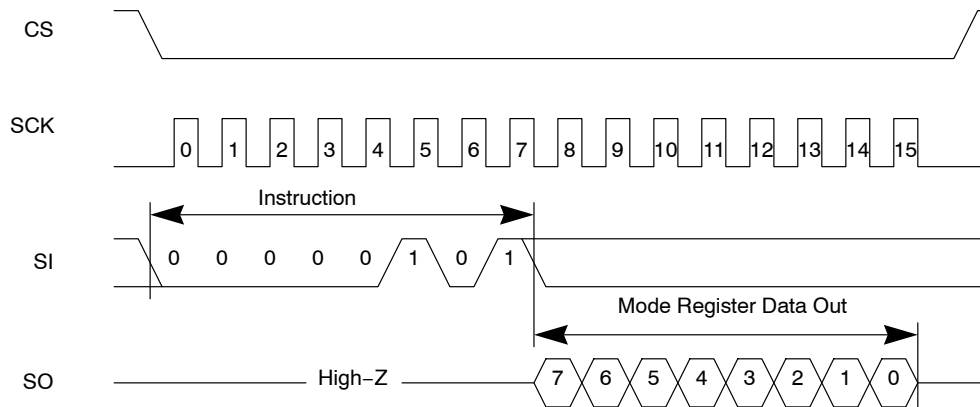 CS
SCK
0 1 2 3 4 5 6 7 8 9 10 11 12 13 14 15
Instruction
SI
0 0 0 0 0 1 0 1
Mode Register Data Out
SO
High−Z
7 6 5 4 3 2 1 0